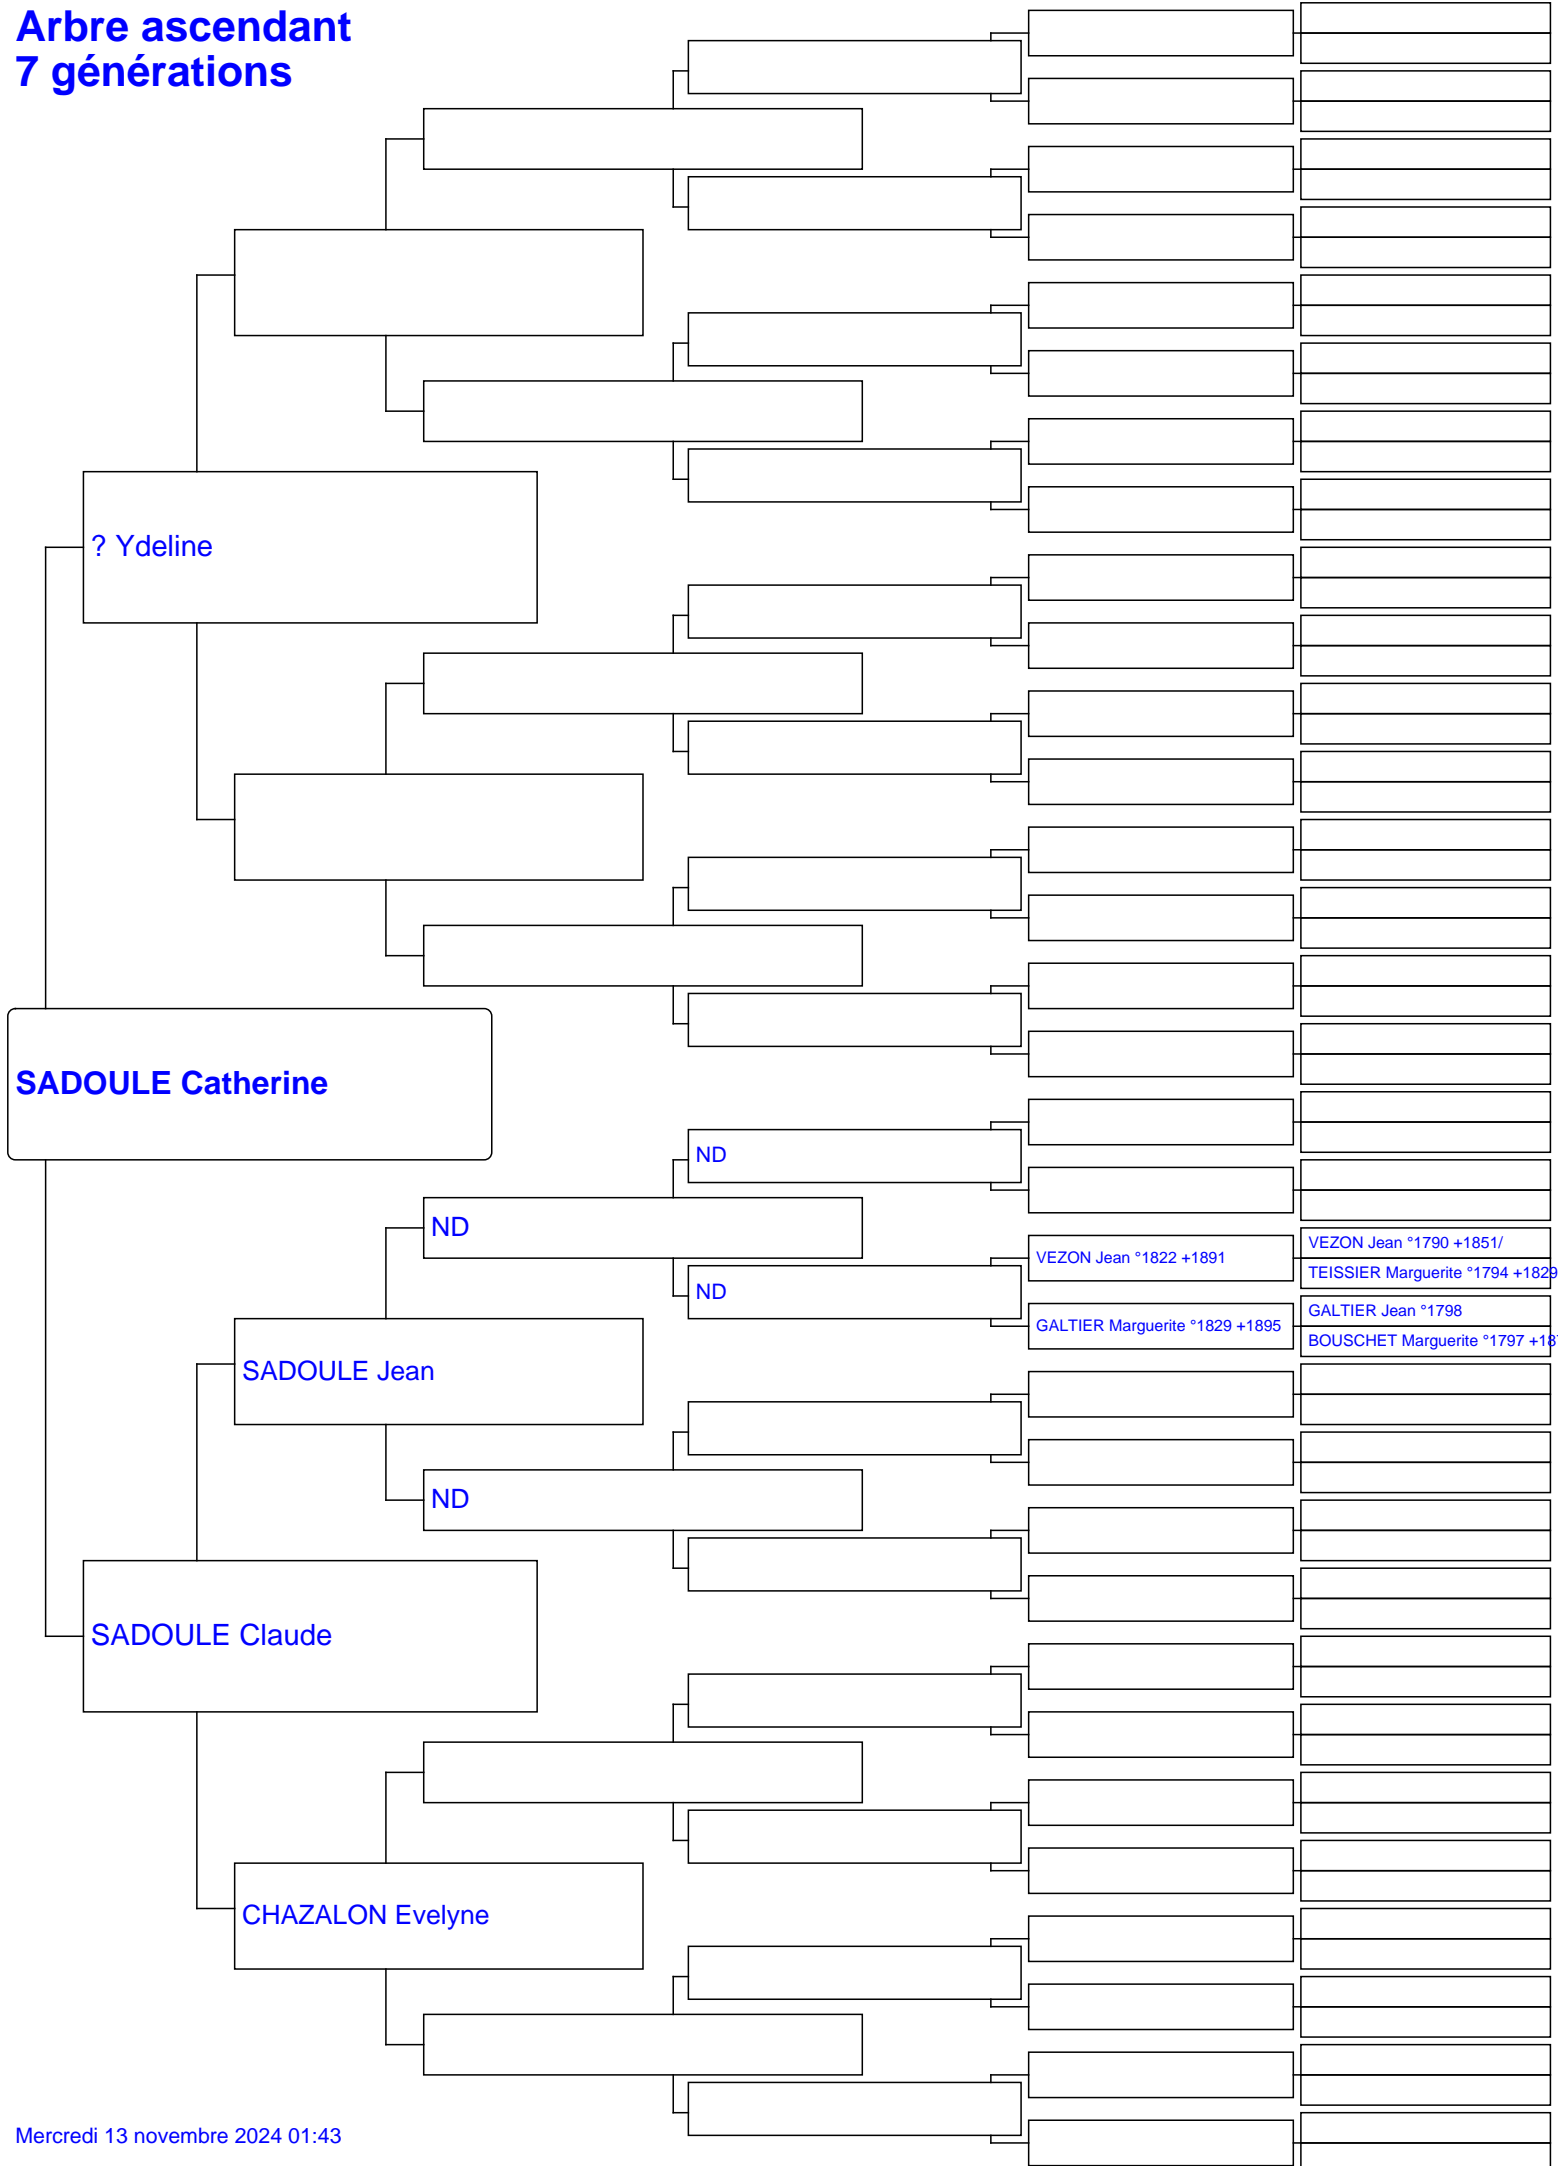 Arbre ascendant
7 générations
? Ydeline
SADOULE Catherine
ND
ND
VEZON Jean °1822 +1891
VEZON Jean °1790 +1851/
TEISSIER Marguerite °1794 +1829
ND
GALTIER Marguerite °1829 +1895
GALTIER Jean °1798
BOUSCHET Marguerite °1797
SADOULE Jean
ND
SADOULE Claude
CHAZALON Evelyne
Mercredi 13 novembre 2024 01:43